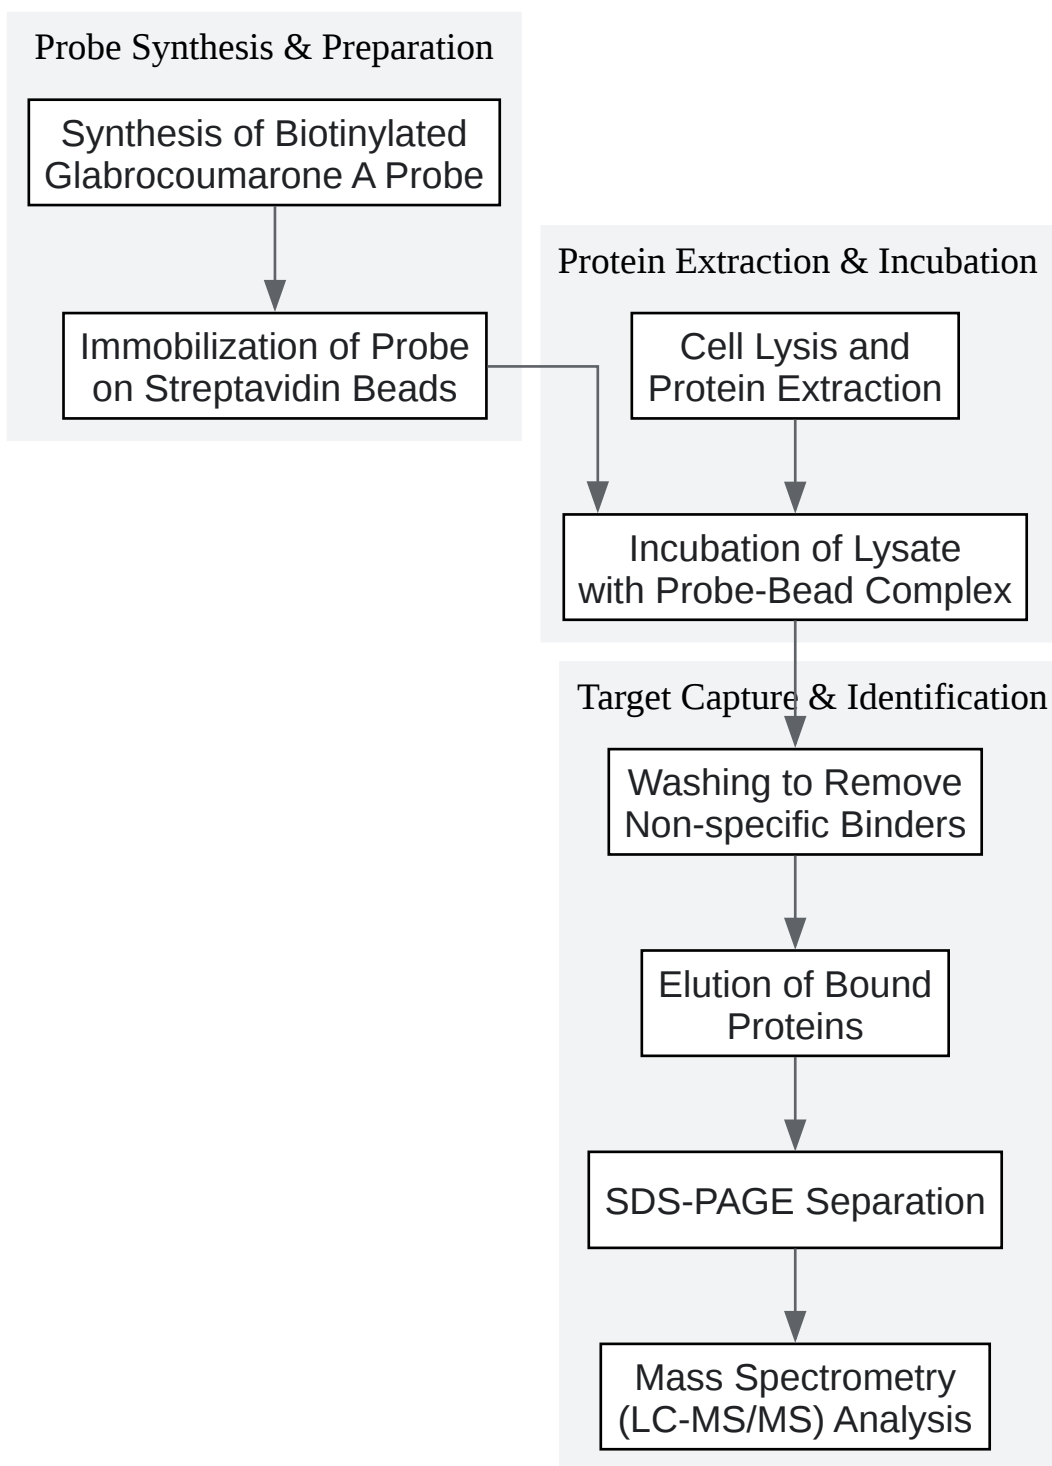 Probe Synthesis & Preparation
Synthesis of Biotinylated
Glabrocoumarone A Probe
Immobilization of Probe
on Streptavidin Beads
Protein Extraction & Incubation
Cell Lysis and
Protein Extraction
Incubation of Lysate
with Probe-Bead Complex
Target Capture & Identification
Washing to Remove
Non-specific Binders
Elution of Bound
Proteins
SDS-PAGE Separation
Mass Spectrometry
(LC-MS/MS) Analysis